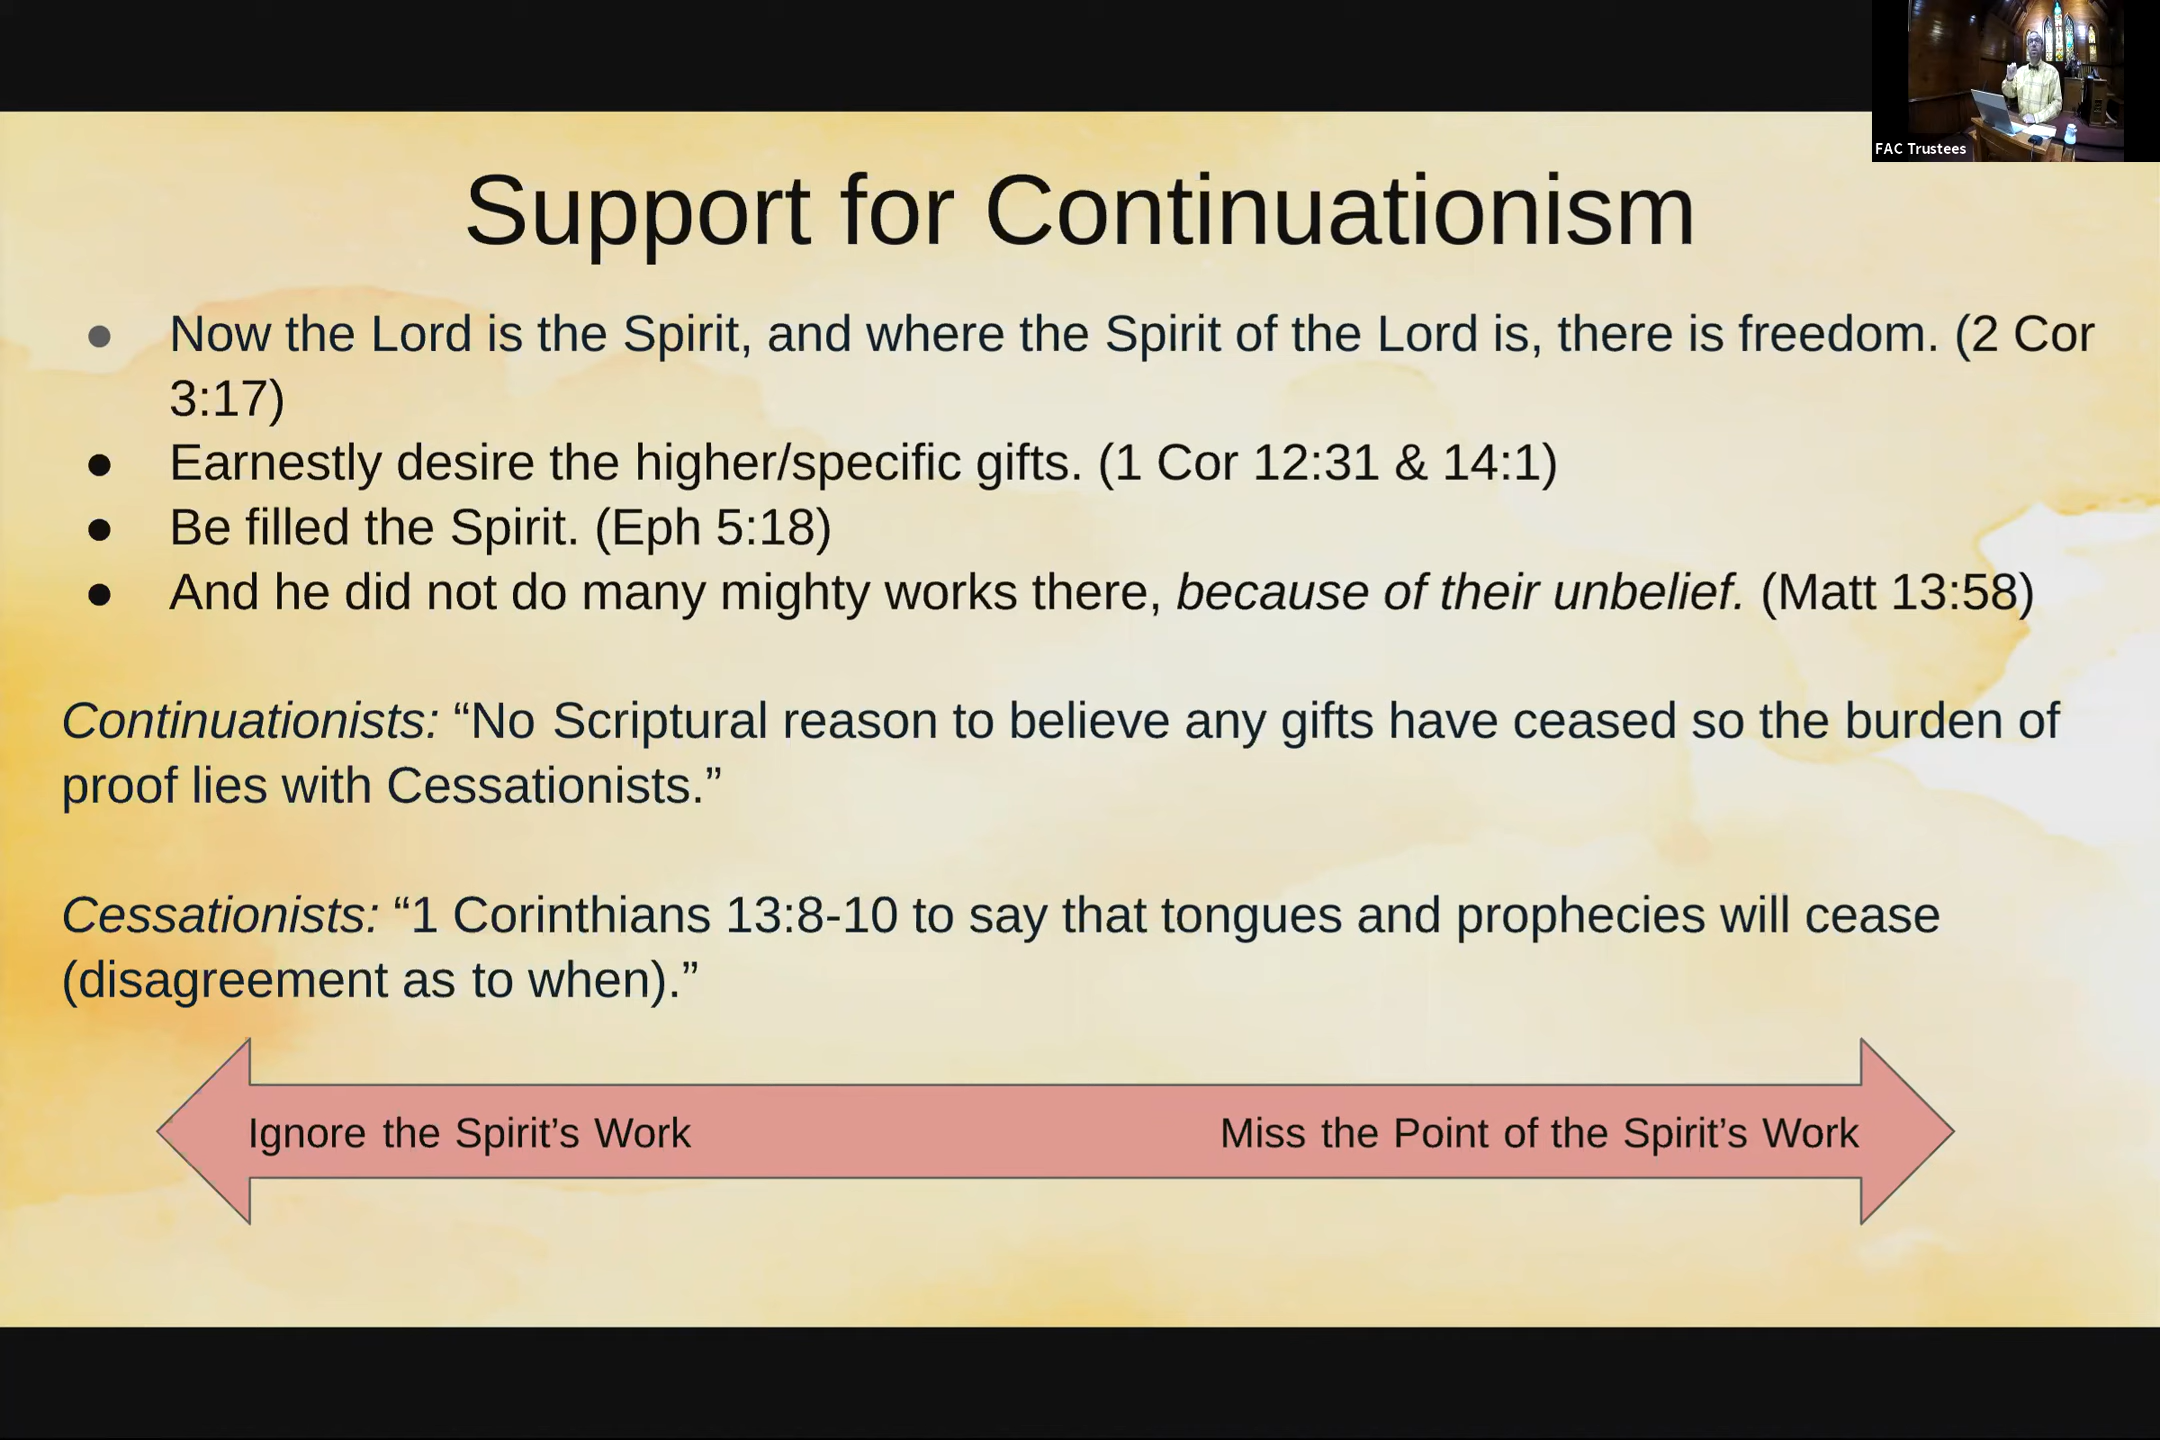 FAC Trustees
Support for Continuationism
● Now the Lord is the Spirit, and where the Spirit of the Lord is, there is freedom. (2 Cor
3:17)
● Earnestly desire the higher/specific gifts. (1 Cor 12:31 & 14:1)
● Be filled the Spirit. (Eph 5:18)
● And he did not do many mighty works there, because of their unbelief. (Matt 13:58)
Continuationists: “No Scriptural reason to believe any gifts have ceased so the burden of
proof lies with Cessationists.”
Cessationists: “1 Corinthians 13:8-10 to say that tongues and prophecies will cease
(disagreement as to when).”
Ignore the Spirit’s Work
Miss the Point of the Spirit’s Work